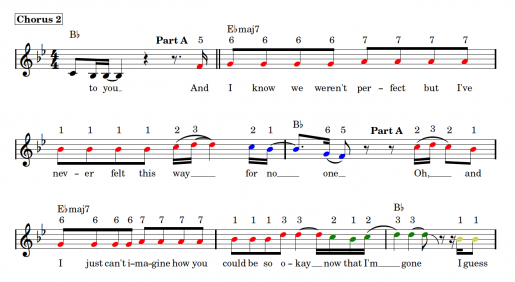 Chorus 2
B♭ E♭maj7
Part A 5 6 6 6 6 7 7 7 7
to you And I know we weren't per – fect but I've
B♭
1 1 1 1 2 3 2 1 6 5 Part A 2 3 2 1
nev – er felt this way for no one Oh, and
E♭maj7 B♭
6 6 6 6 7 7 7 7 1 1 1 3 3 2 1 2 3 3 1 1
I just can't i–ma–gine how you could be so o–kay now that I'm gone I guess